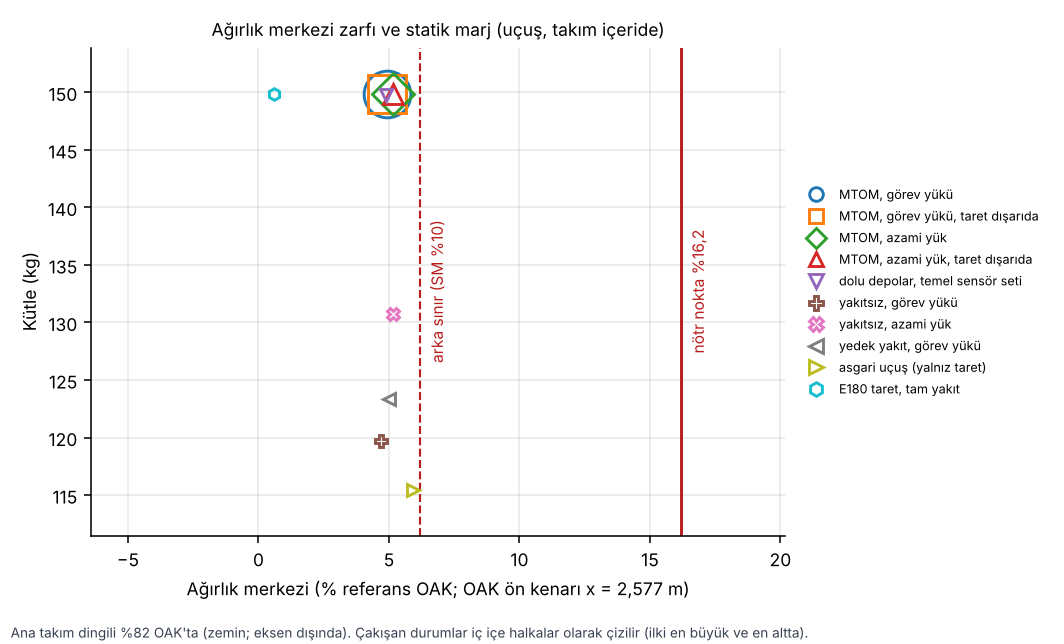 Ağırlık merkezi zarfı ve statik marj (uçuş, takım içeride)
Kütle (kg)
150
145
140
135
130
125
120
115
−5
0
5
10
15
20
arka sınır (SM %10)
nötr nokta %16,2
Ağırlık merkezi (% referans OAK; OAK ön kenarı x = 2,577 m)
MTOM, görev yükü
MTOM, görev yükü, taret dışarıda
MTOM, azami yük
MTOM, azami yük, taret dışarıda
dolu depolar, temel sensör seti
yakıtsız, görev yükü
yakıtsız, azami yük
yedek yakıt, görev yükü
asgari uçuş (yalnız taret)
E180 taret, tam yakıt
Ana takım dingili %82 OAK'ta (zemin; eksen dışında). Çakışan durumlar iç içe halkalar olarak çizilir (ilki en büyük ve en altta).